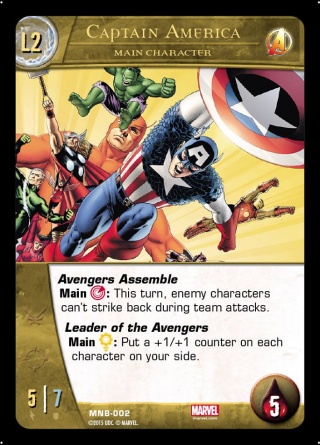 L2
CAPTAIN AMERICA
MAIN CHARACTER
A
Avengers Assemble
Main : This turn, enemy characters
can't strike back during team attacks.
Leader of the Avengers
Main : Put a +1/+1 counter on each
character on your side.
5 | 7
5
MNB-002
©2015 UDC. © MARVEL.
MARVEL